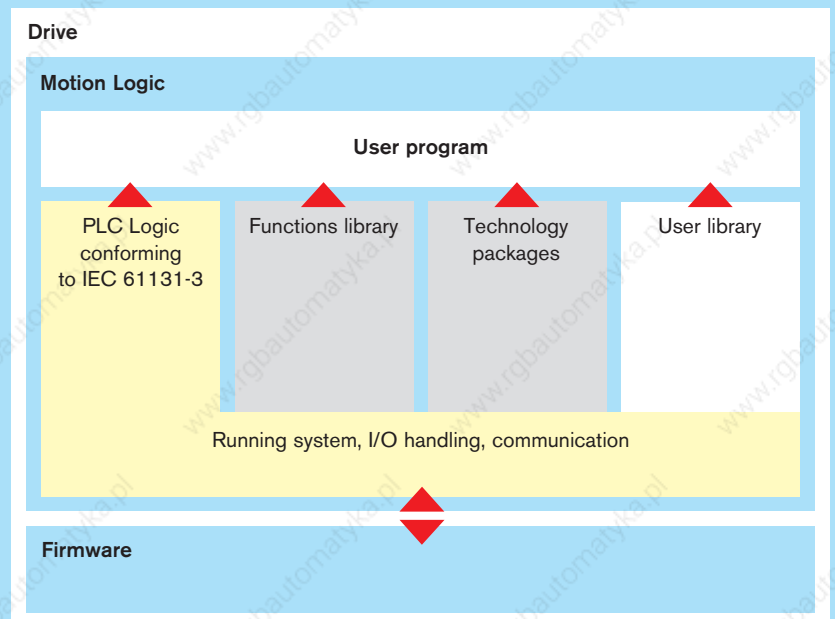 Drive
Motion Logic
User program
PLC Logic
conforming
to IEC 61131-3
Functions library
Technology
packages
User library
Running system, I/O handling, communication
Firmware
www.rgbautomatyka.pl